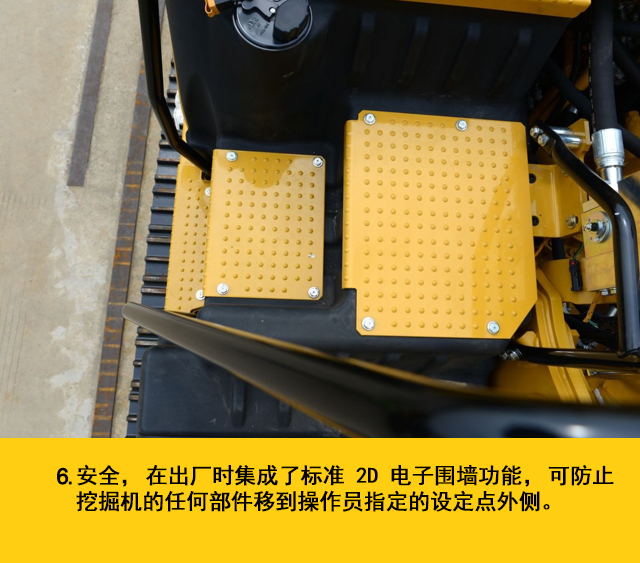 6.安全，在出厂时集成了标准 2D 电子围墙功能，可防止
挖掘机的任何部件移到操作员指定的设定点外侧。